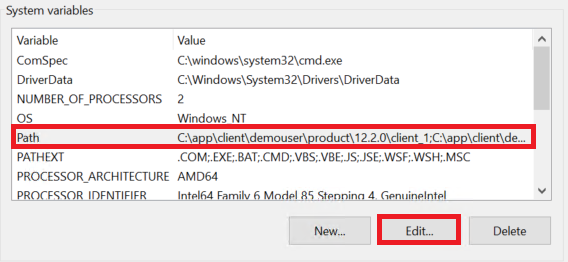 System variables
Variable Value
ComSpec C:\windows\system32\cmd.exe
DriverData C:\Windows\System32\Drivers\DriverData
NUMBER_OF_PROCESSORS 2
OS Windows_NT
Path C:\app\client\demouser\product\12.2.0\client_1;C:\app\client\de...
PATHEXT .COM;.EXE;.BAT;.CMD;.VBS;.VBE;.JS;.JSE;.WSF;.WSH;.MSC
PROCESSOR_ARCHITECTURE AMD64
PROCESSOR_IDENTIFIER Intel64 Family 6 Model 85 Stepping 4, GenuineIntel
New... Edit... Delete